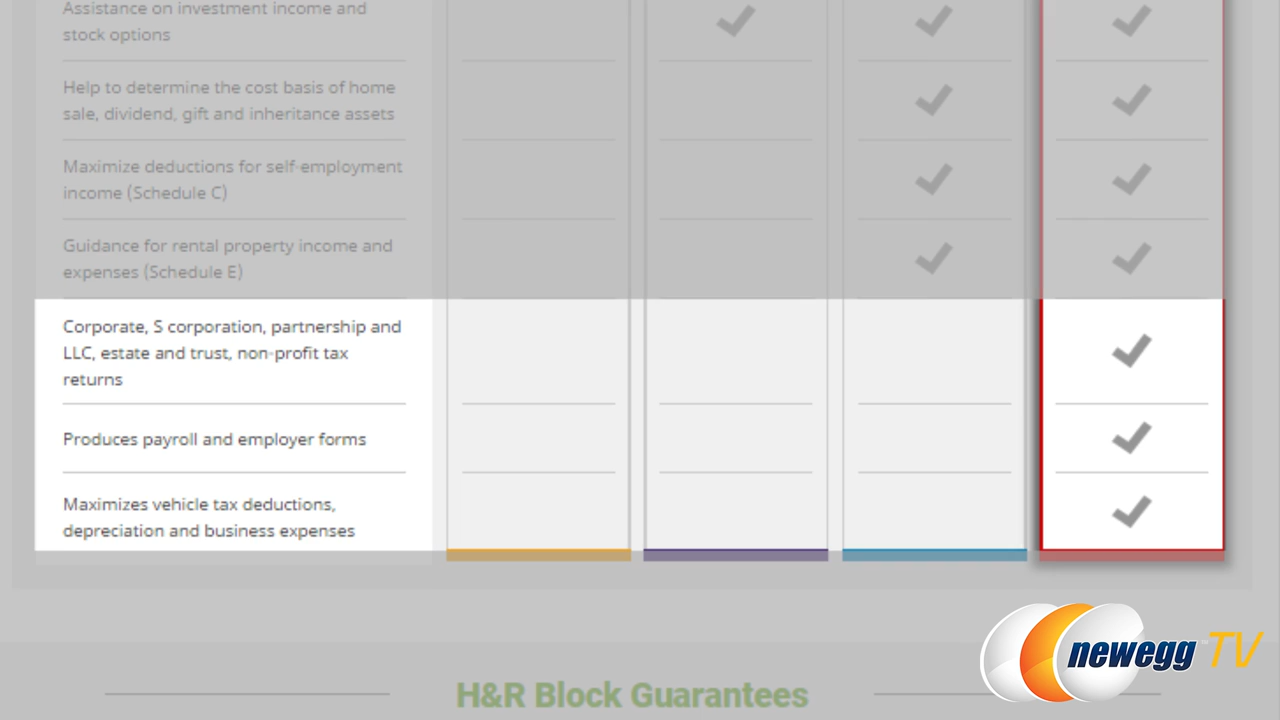 Assistance on investment income and
stock options
Help to determine the cost basis of home
sale, dividend, gift and inheritance assets
Maximize deductions for self-employment
income (Schedule C)
Guidance for rental property income and
expenses (Schedule E)
Corporate, S corporation, partnership and
LLC, estate and trust, non-profit tax
returns
Produces payroll and employer forms
Maximizes vehicle tax deductions,
depreciation and business expenses
newegg TV
H&R Block Guarantees